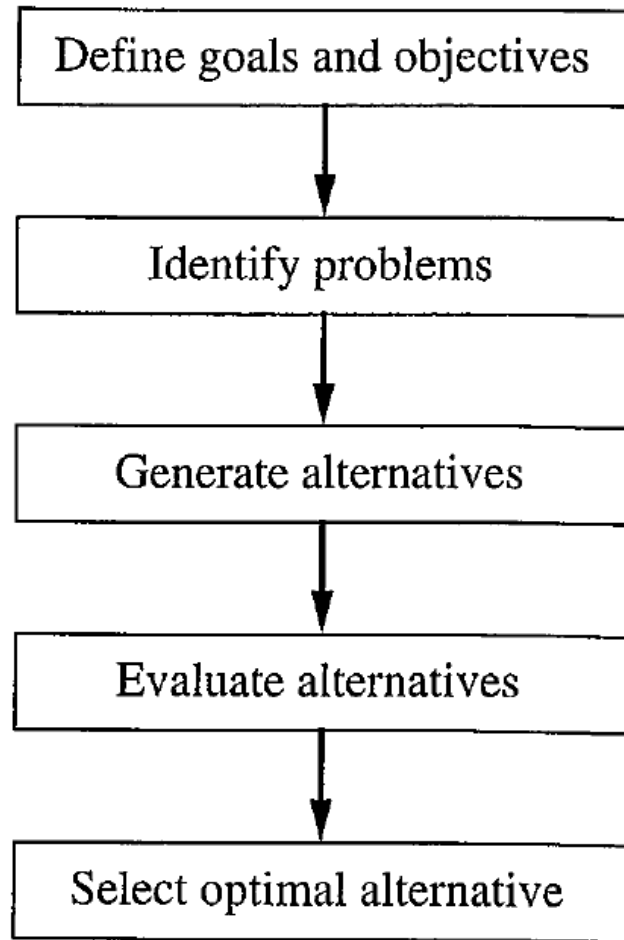 Define goals and objectives
Identify problems
Generate alternatives
Evaluate alternatives
Select optimal alternative